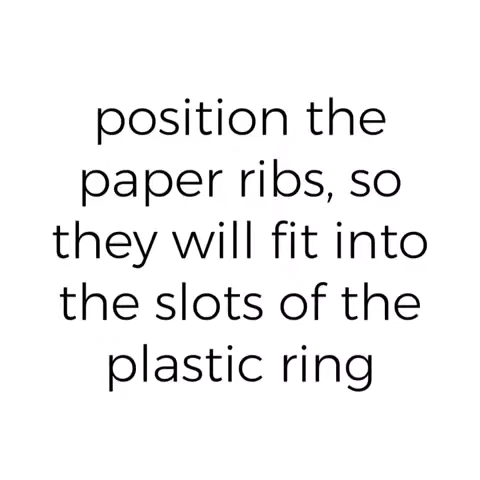 position the
paper ribs, so
they will fit into
the slots of the
plastic ring